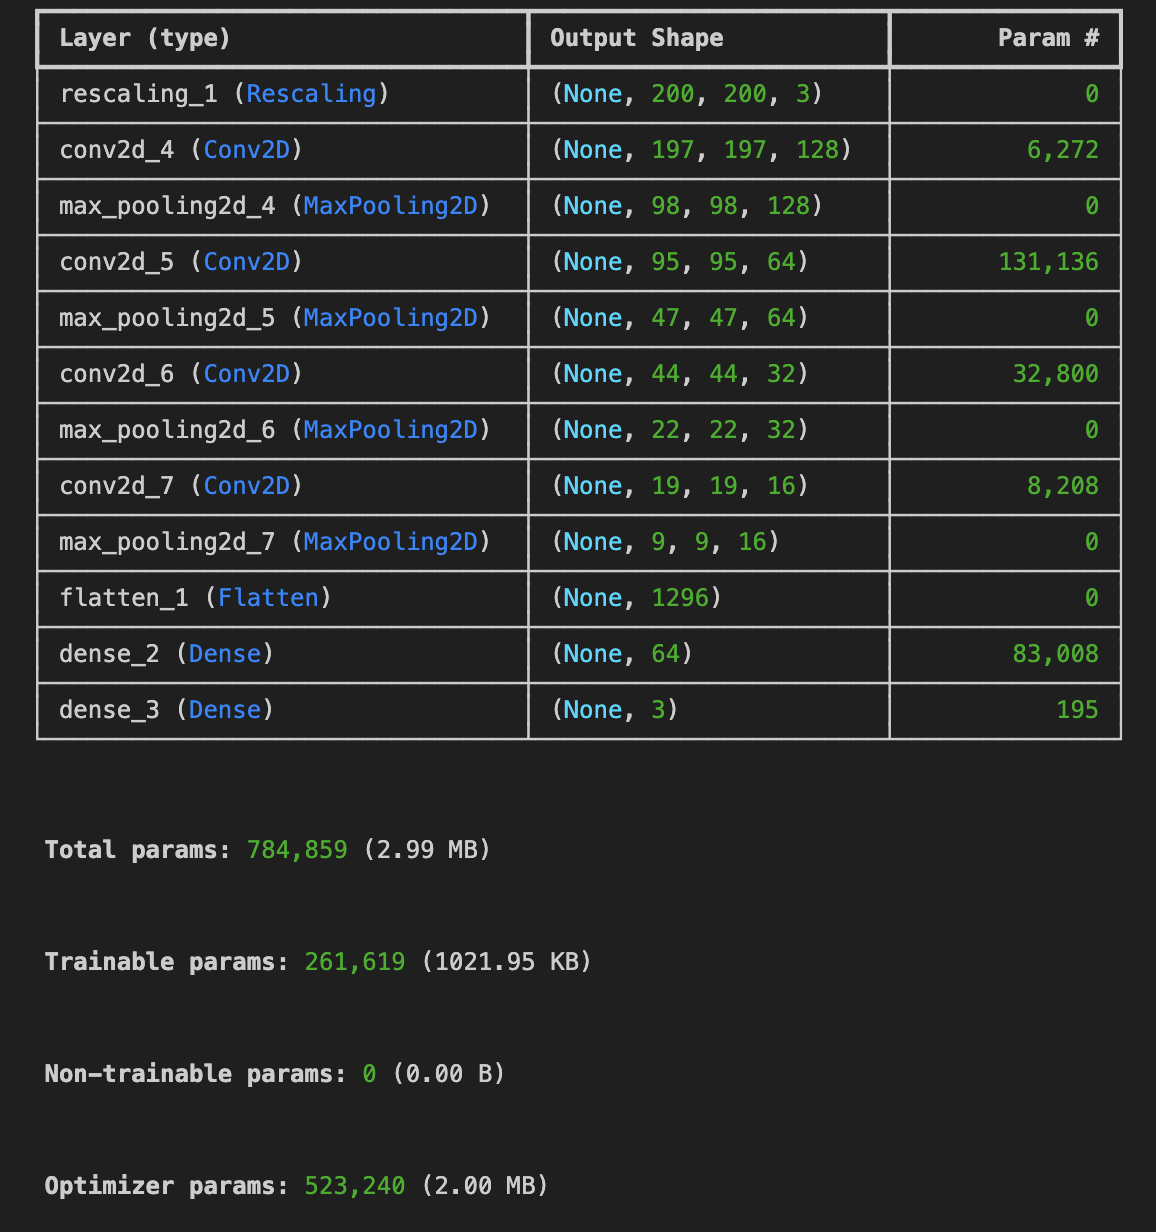 Layer (type) Output Shape Param #
rescaling_1 (Rescaling) (None, 200, 200, 3) 0
conv2d_4 (Conv2D) (None, 197, 197, 128) 6,272
max_pooling2d_4 (MaxPooling2D) (None, 98, 98, 128) 0
conv2d_5 (Conv2D) (None, 95, 95, 64) 131,136
max_pooling2d_5 (MaxPooling2D) (None, 47, 47, 64) 0
conv2d_6 (Conv2D) (None, 44, 44, 32) 32,800
max_pooling2d_6 (MaxPooling2D) (None, 22, 22, 32) 0
conv2d_7 (Conv2D) (None, 19, 19, 16) 8,208
max_pooling2d_7 (MaxPooling2D) (None, 9, 9, 16) 0
flatten_1 (Flatten) (None, 1296) 0
dense_2 (Dense) (None, 64) 83,008
dense_3 (Dense) (None, 3) 195
Total params: 784,859 (2.99 MB)
Trainable params: 261,619 (1021.95 KB)
Non-trainable params: 0 (0.00 B)
Optimizer params: 523,240 (2.00 MB)